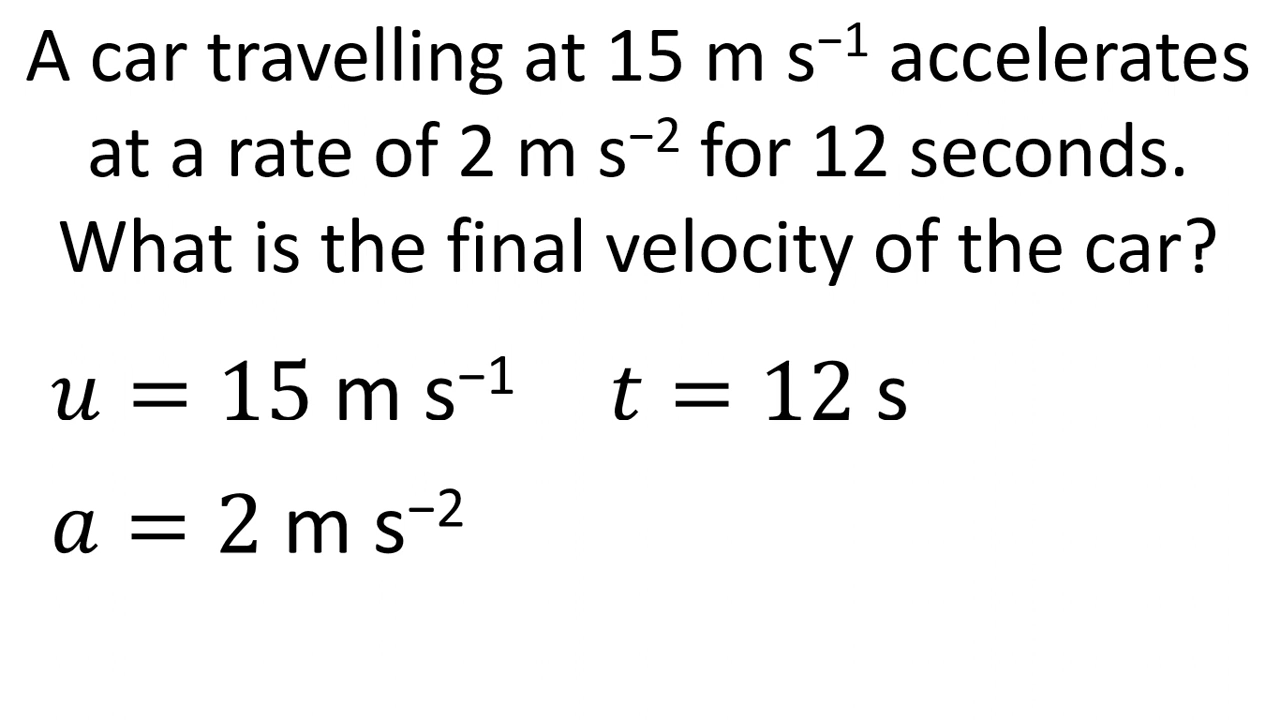 A car travelling at 15 m s⁻¹ accelerates
at a rate of 2 m s⁻² for 12 seconds.
What is the final velocity of the car?
u = 15 m s⁻¹ t = 12 s
a = 2 m s⁻²